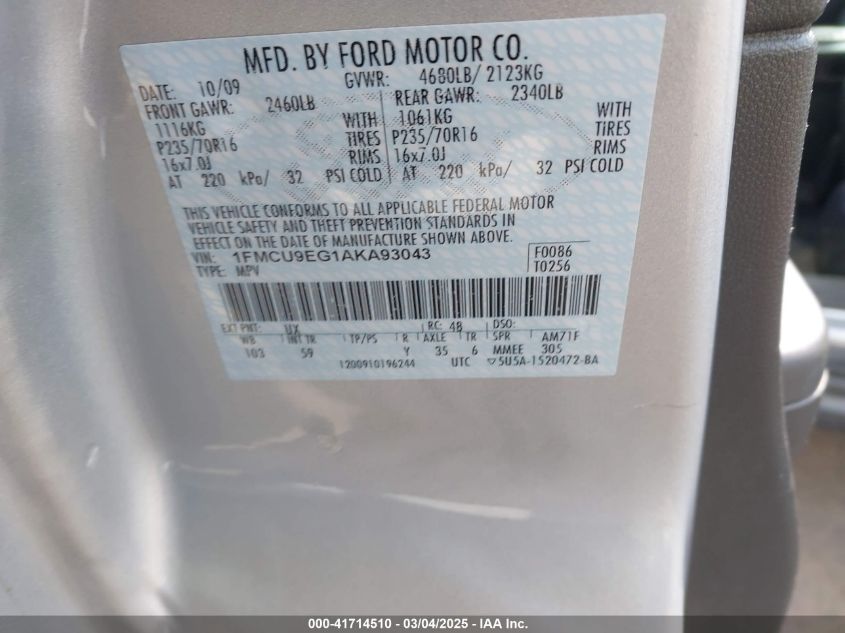 MFD. BY FORD MOTOR CO.
DATE: 10/09 GVWR: 4680LB/ 2123KG
FRONT GAWR: 2460LB REAR GAWR: 2340LB
1116KG WITH 1061KG WITH
P235/70R16 TIRES P235/70R16 TIRES
16x7.0J RIMS 16x7.0J RIMS
AT 220 kPa/ 32 PSI COLD AT 220 kPa/ 32 PSI COLD
THIS VEHICLE CONFORMS TO ALL APPLICABLE FEDERAL MOTOR
VEHICLE SAFETY AND THEFT PREVENTION STANDARDS IN
EFFECT ON THE DATE OF MANUFACTURE SHOWN ABOVE.
VIN: 1FMCU9EG1AKA93043 F0086
TYPE: MPV T0256
EXT PNT: UX RC: 48 DSO:
WB INT TR TP/PS R AXLE TR SPR AM71F
103 59 Y 35 6 MMEE 305
1200910196244 UTC 5U5A-1520472-BA
000-41714510 — 03/04/2025 — IAA Inc.